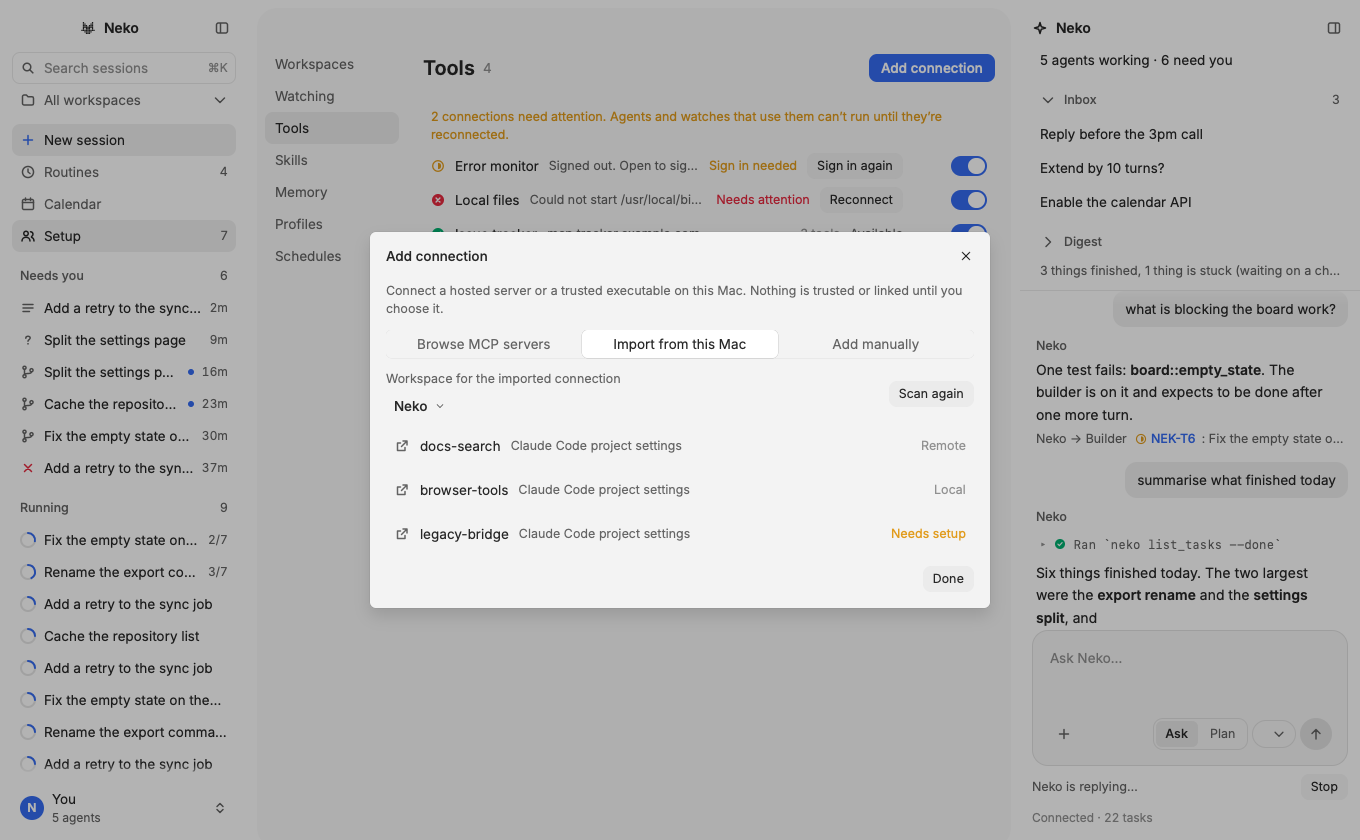 Neko
Search sessions ⌘K
All workspaces
New session
Routines 4
Calendar
Setup 7
Needs you 6
Add a retry to the sync... 2m
? Split the settings page 9m
Split the settings p... 16m
Cache the reposito... 23m
Fix the empty state o... 30m
Add a retry to the syn... 37m
Running 9
Fix the empty state on... 2/7
Rename the export co... 3/7
Add a retry to the sync job
Cache the repository list
Add a retry to the sync job
Fix the empty state on the...
Rename the export comma...
Add a retry to the sync job
N You
5 agents
Workspaces
Watching
Tools
Skills
Memory
Profiles
Schedules
Tools 4
Add connection
2 connections need attention. Agents and watches that use them can't run until they're
reconnected.
Error monitor Signed out. Open to sig... Sign in needed Sign in again
Local files Could not start /usr/local/bi... Needs attention Reconnect
Add connection
Connect a hosted server or a trusted executable on this Mac. Nothing is trusted or linked until you
choose it.
Browse MCP servers Import from this Mac Add manually
Workspace for the imported connection
Neko
Scan again
docs-search Claude Code project settings Remote
browser-tools Claude Code project settings Local
legacy-bridge Claude Code project settings Needs setup
Done
Neko
5 agents working · 6 need you
Inbox 3
Reply before the 3pm call
Extend by 10 turns?
Enable the calendar API
Digest
3 things finished, 1 thing is stuck (waiting on a ch...
what is blocking the board work?
Neko
One test fails: board::empty_state. The
builder is on it and expects to be done after
one more turn.
Neko → Builder NEK-T6 : Fix the empty state o...
summarise what finished today
Neko
Ran `neko list_tasks --done`
Six things finished today. The two largest
were the export rename and the settings
split, and
Ask Neko...
Ask Plan
Neko is replying... Stop
Connected · 22 tasks